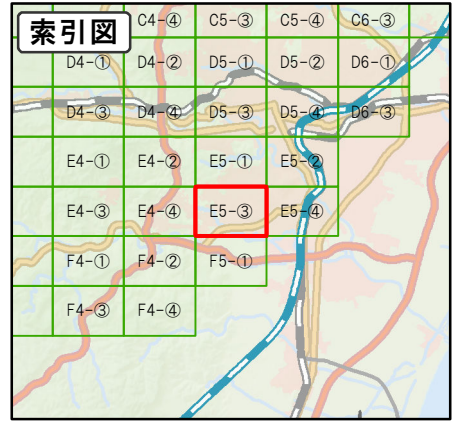 索引図
C4-④ C5-③ C5-④ C6-③
D4-① D4-② D5-① D5-② D6-①
D4-③ D4-④ D5-③ D5-④ D6-③
E4-① E4-② E5-① E5-②
E4-③ E4-④ E5-③ E5-④
F4-① F4-② F5-①
F4-③ F4-④